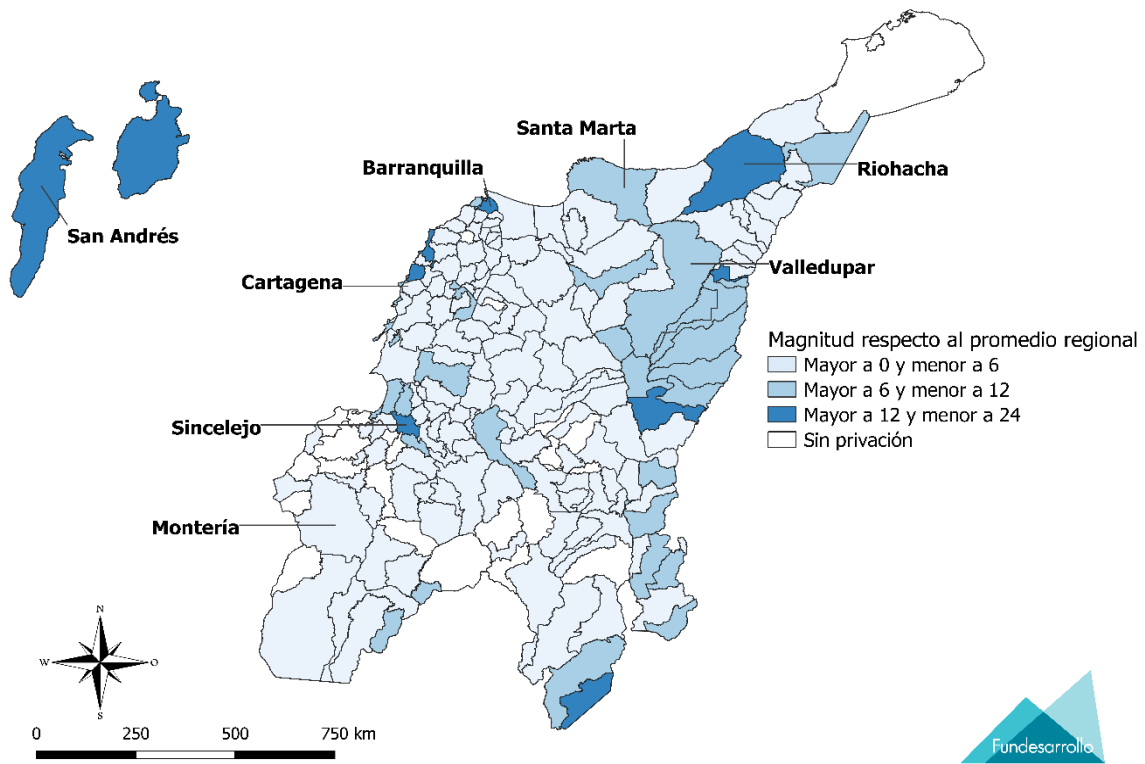 Santa Marta
Barranquilla
Riohacha
San Andrés
Valledupar
Cartagena
Magnitud respecto al promedio regional
Mayor a 0 y menor a 6
Mayor a 6 y menor a 12
Mayor a 12 y menor a 24
Sin privación
Sincelejo
Montería
N
W
O
S
0 250 500 750 km
Fundesarrollo